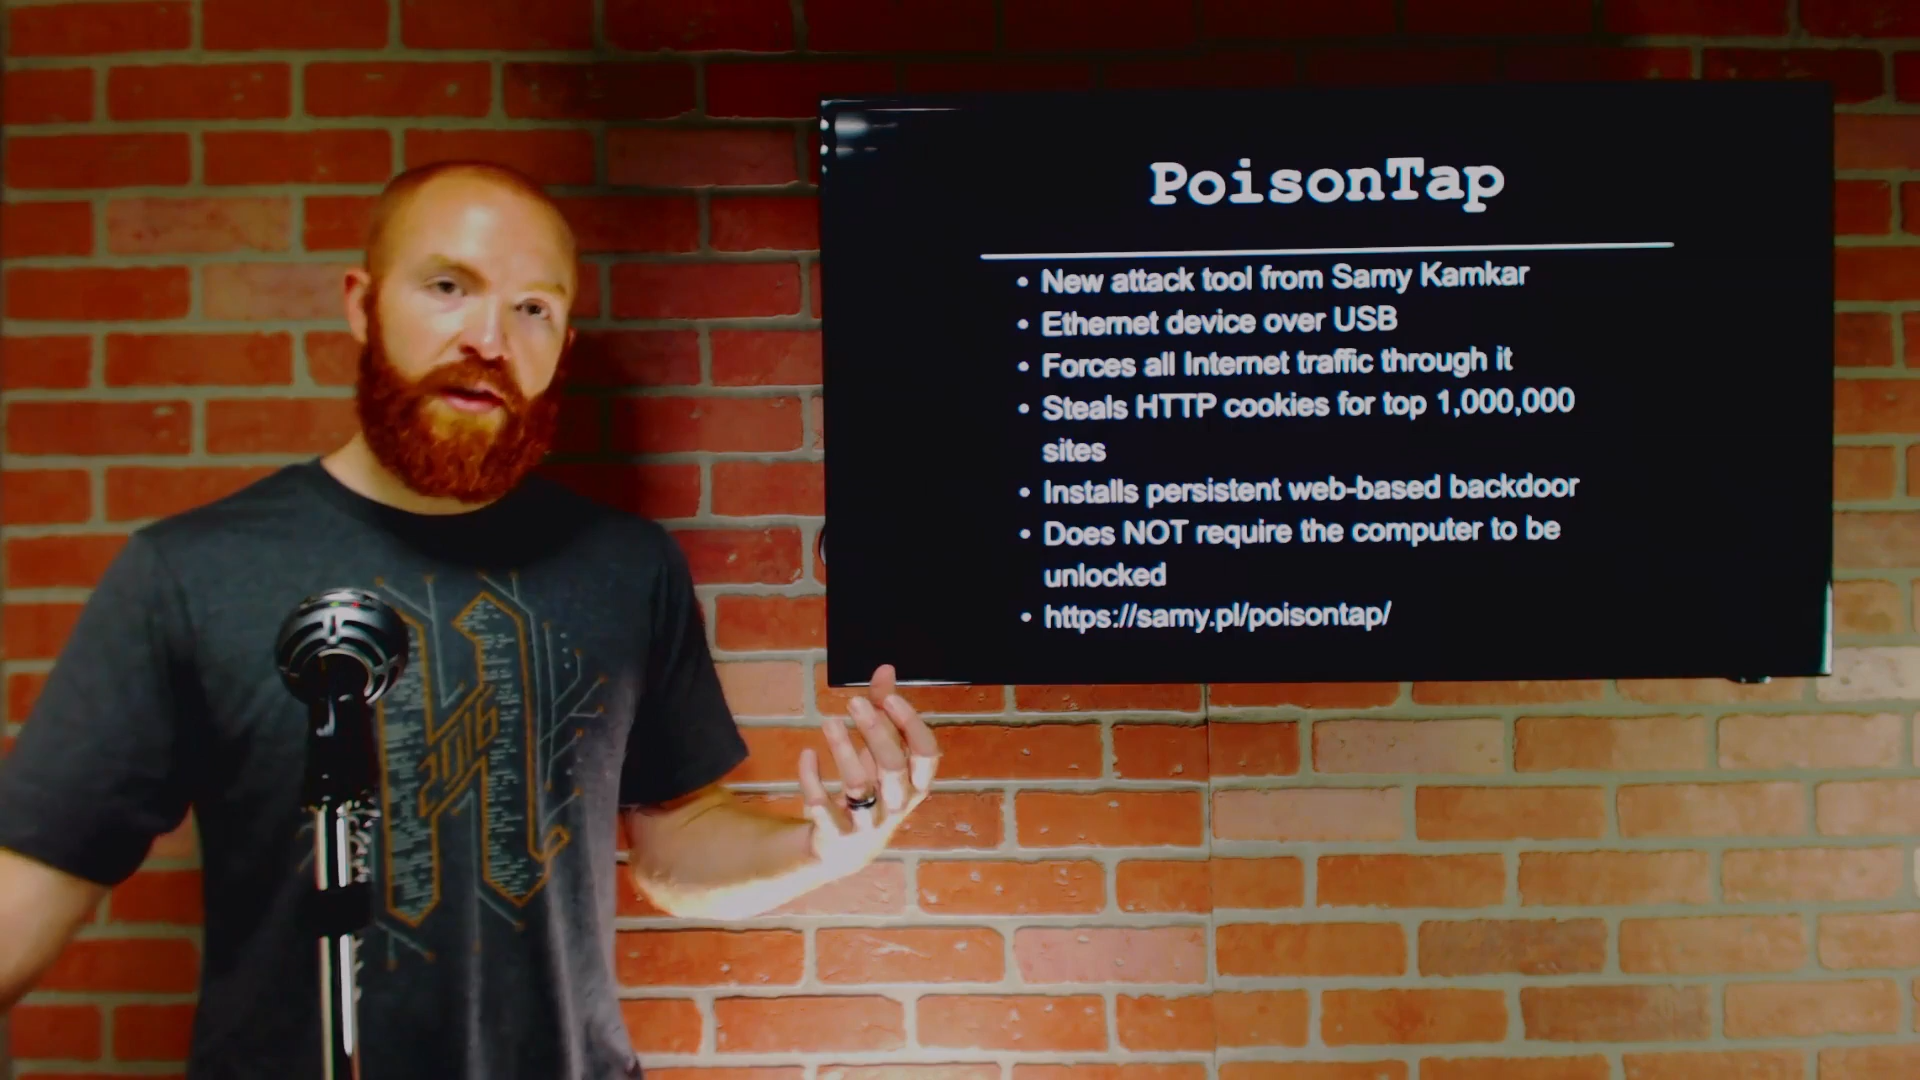 PoisonTap
• New attack tool from Samy Kamkar
• Ethernet device over USB
• Forces all Internet traffic through it
• Steals HTTP cookies for top 1,000,000
sites
• Installs persistent web-based backdoor
• Does NOT require the computer to be
unlocked
• https://samy.pl/poisontap/
2016